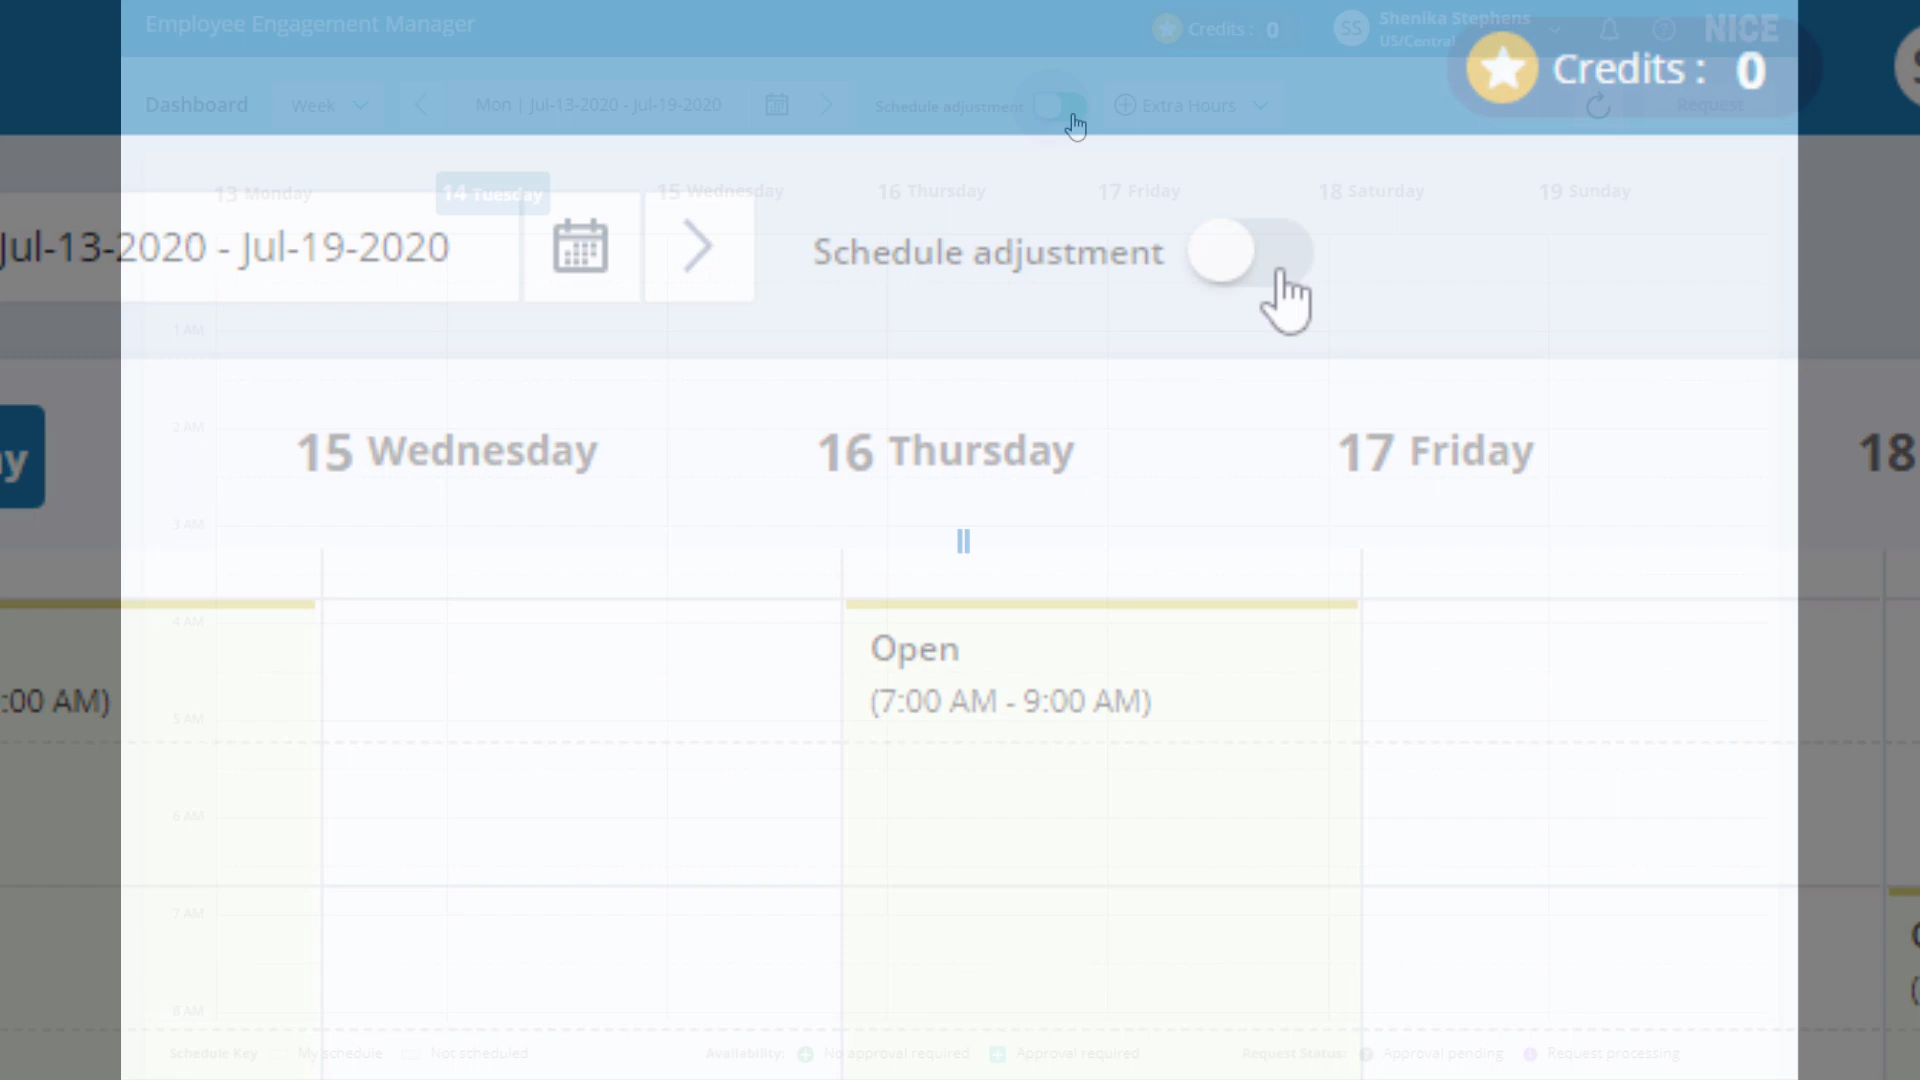 Employee Engagement Manager
Credits : 0
SS
Shenika Stephens
US/Central
NICE
Credits : 0
Dashboard
Week
Mon | Jul-13-2020 - Jul-19-2020
Schedule adjustment
Extra Hours
Request
13 Monday
14 Tuesday
15 Wednesday
16 Thursday
17 Friday
18 Saturday
19 Sunday
Jul-13-2020 - Jul-19-2020
Schedule adjustment
1 AM
2 AM
15 Wednesday
16 Thursday
17 Friday
18
3 AM
4 AM
Open
:00 AM)
(7:00 AM - 9:00 AM)
5 AM
6 AM
7 AM
8 AM
Schedule Key
My schedule
Not scheduled
Availability:
No approval required
Approval required
Request Status:
Approval pending
Request processing